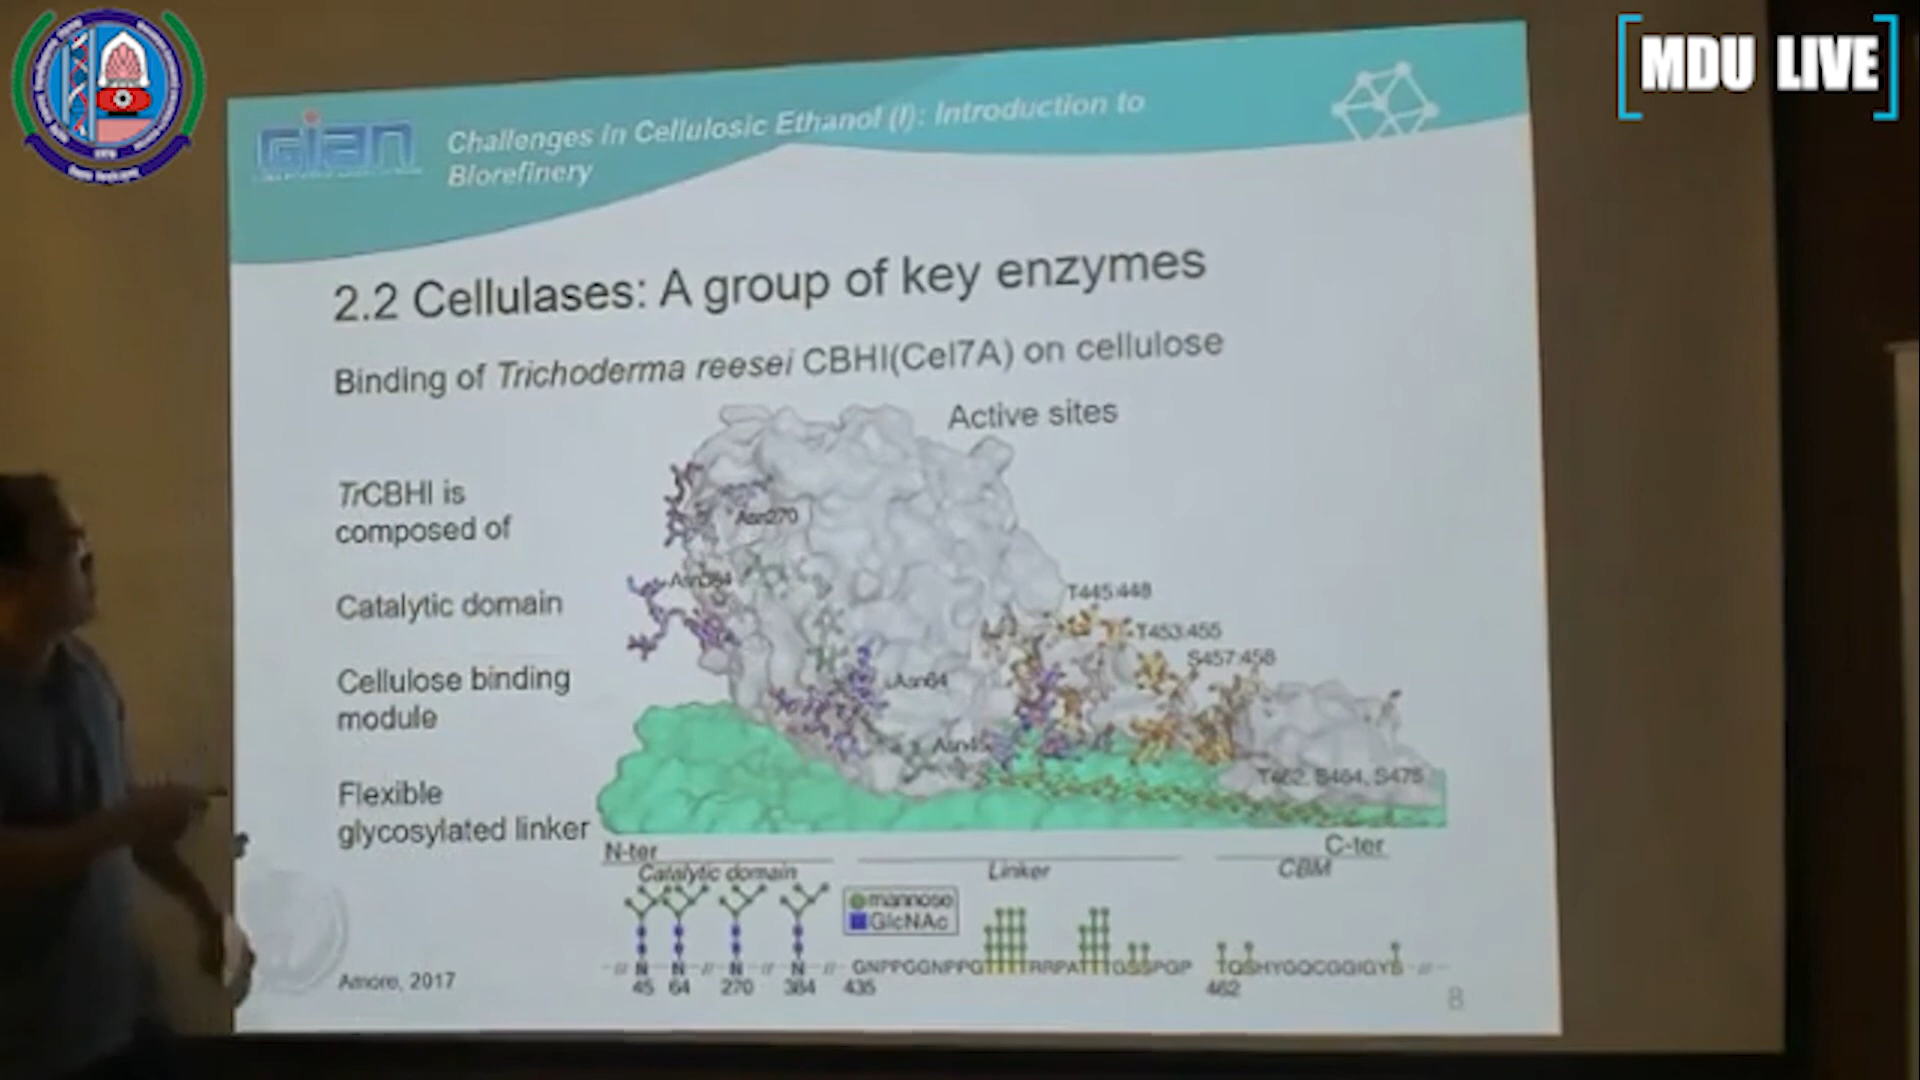 MDU LIVE
GIAN
Challenges in Cellulosic Ethanol (I): Introduction to
Biorefinery
2.2 Cellulases: A group of key enzymes
Binding of Trichoderma reesei CBHI(Cel7A) on cellulose
Active sites
TrCBHI is
composed of
Catalytic domain
Cellulose binding
module
Flexible
glycosylated linker
Asn270
Asn384
Asn64
Asn45
T445:448
T453:455
S457:458
T462, S464, S475
N-ter
C-ter
Catalytic domain
Linker
CBM
mannose
GlcNAc
N N N N GNPPGGNPPGTTTTRRPATTTGSSPGP TQSHYGQCGGIGYS
45 64 270 384 435 462
Amore, 2017
8